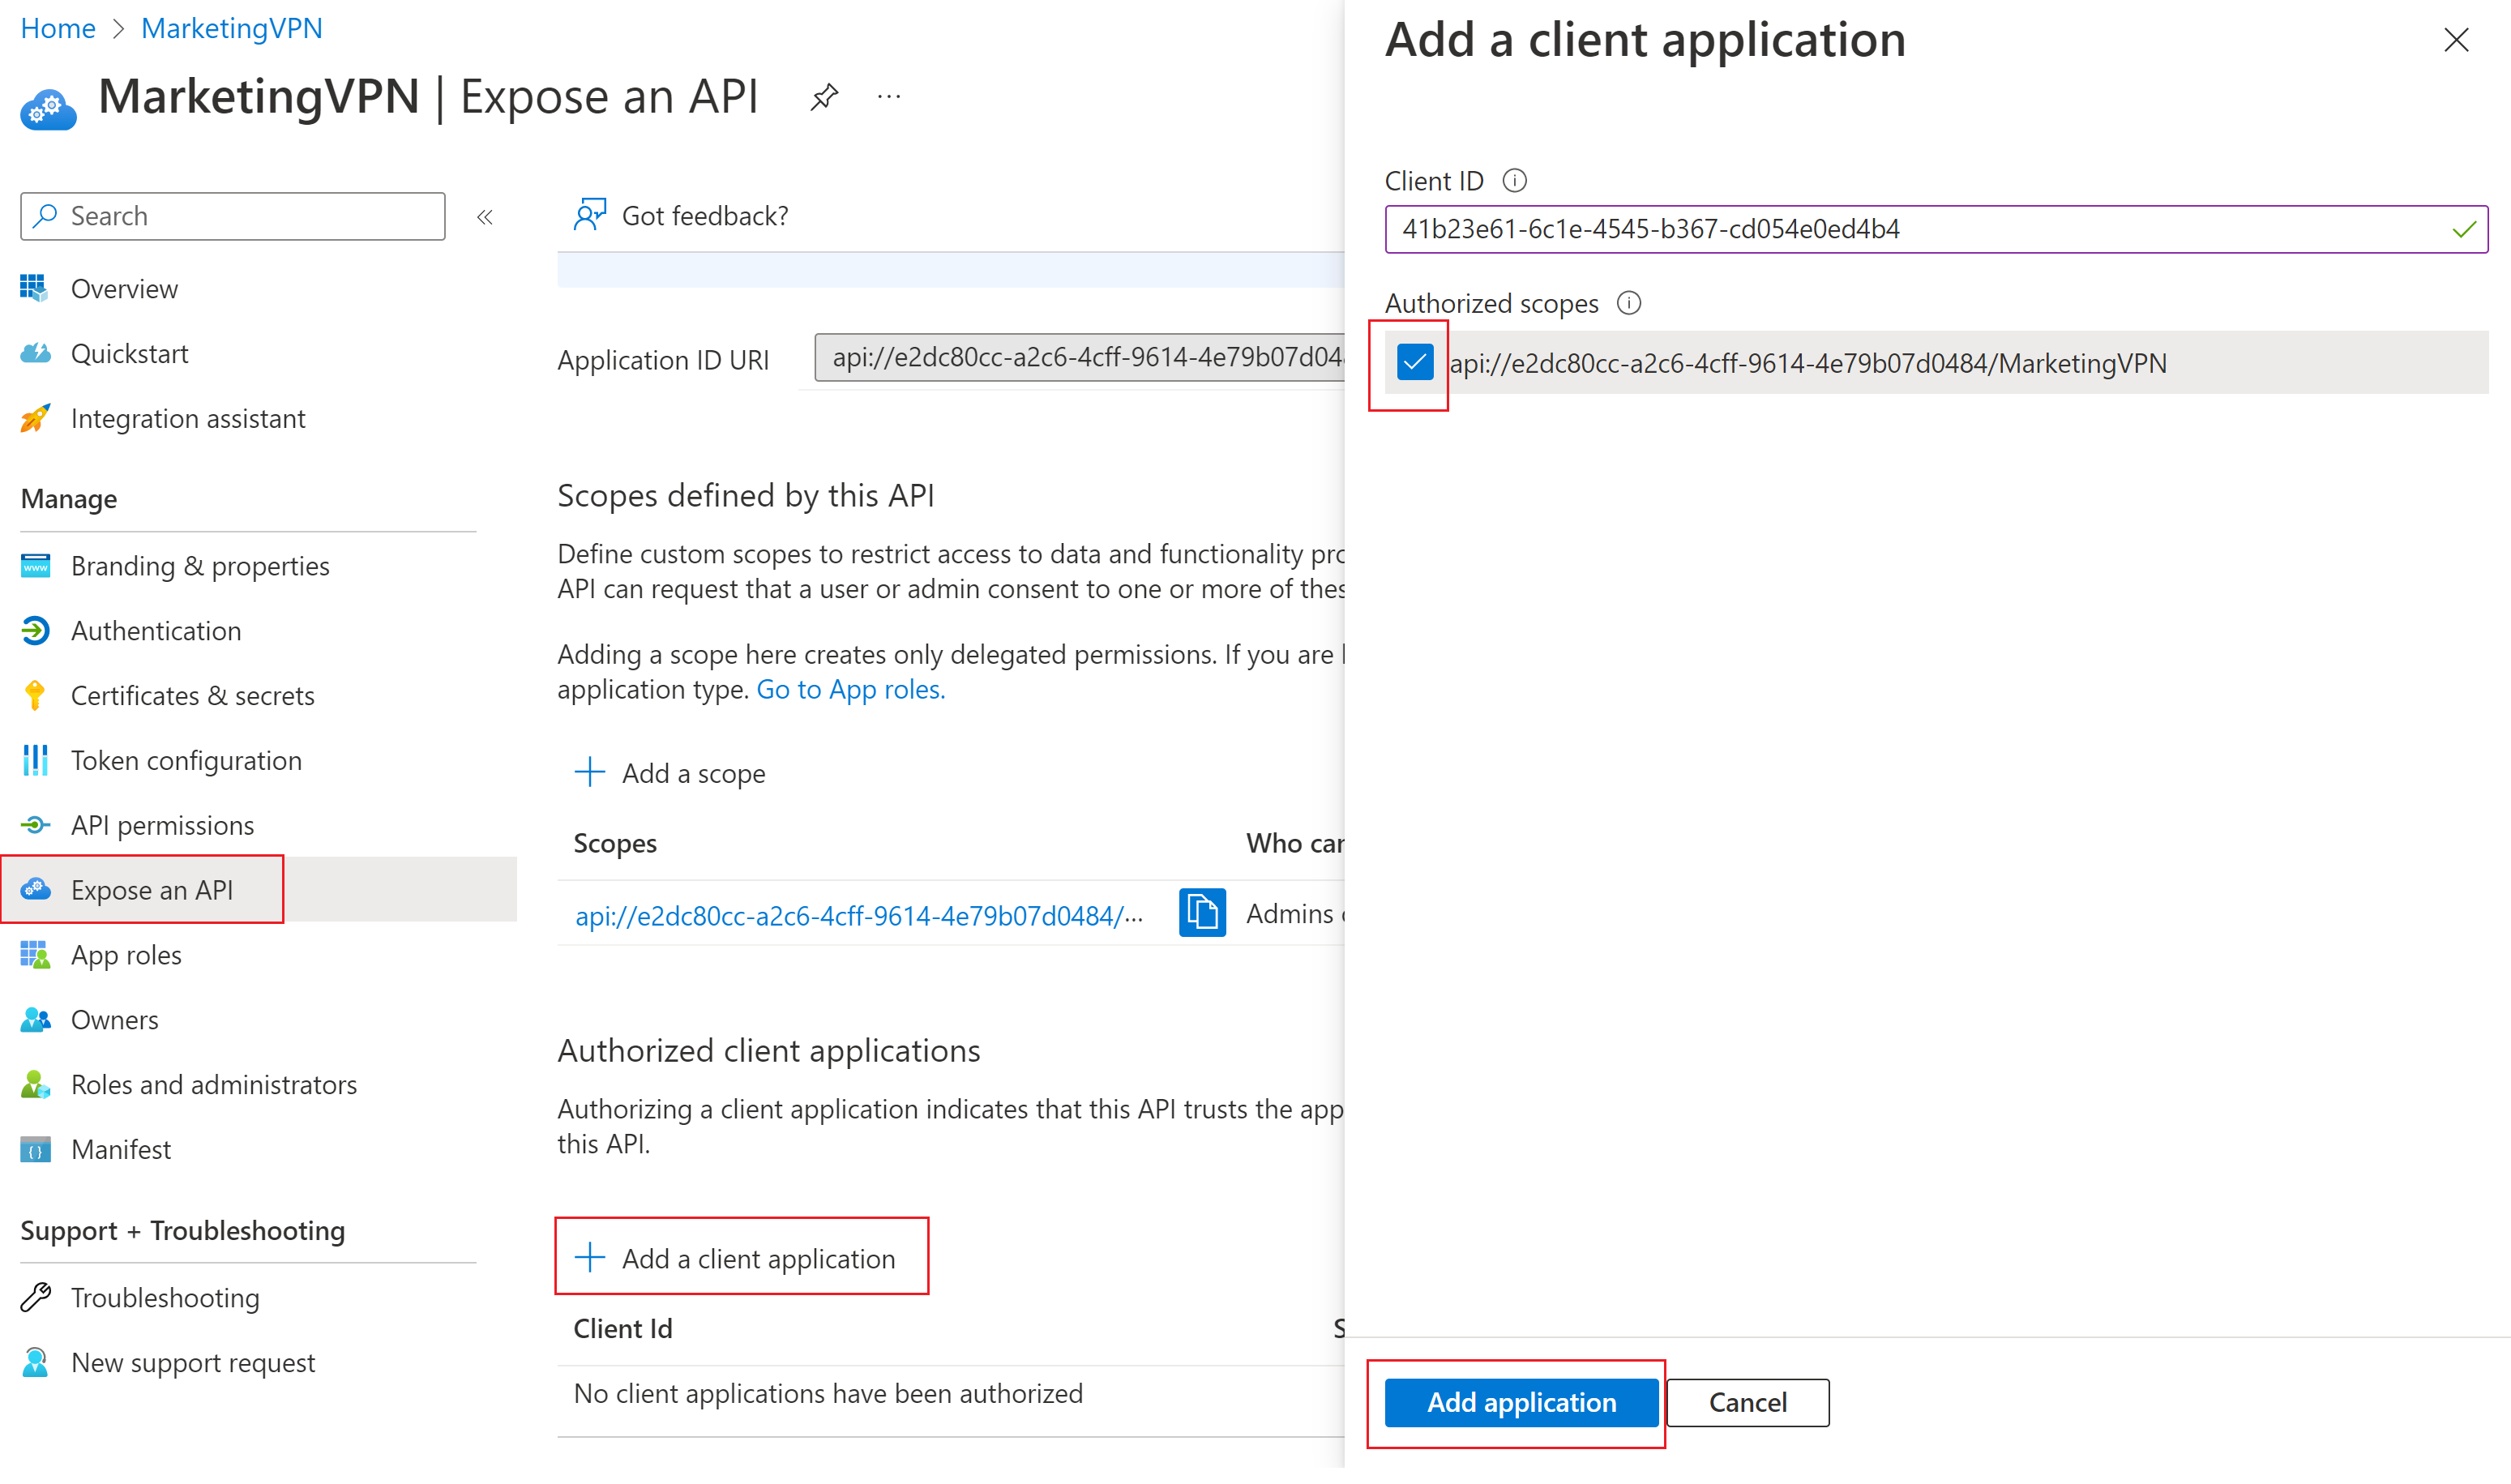 Home > MarketingVPN
MarketingVPN | Expose an API ...
Search «
Overview
Quickstart
Integration assistant
Manage
Branding & properties
Authentication
Certificates & secrets
Token configuration
API permissions
Expose an API
App roles
Owners
Roles and administrators
Manifest
Support + Troubleshooting
Troubleshooting
New support request
Got feedback?
Application ID URI api://e2dc80cc-a2c6-4cff-9614-4e79b07d04
Scopes defined by this API
Define custom scopes to restrict access to data and functionality pro
API can request that a user or admin consent to one or more of thes
Adding a scope here creates only delegated permissions. If you are
application type. Go to App roles.
+ Add a scope
Scopes Who can
api://e2dc80cc-a2c6-4cff-9614-4e79b07d0484/... Admins
Authorized client applications
Authorizing a client application indicates that this API trusts the app
this API.
+ Add a client application
Client Id S
No client applications have been authorized
Add a client application
Client ID
41b23e61-6c1e-4545-b367-cd054e0ed4b4
Authorized scopes
api://e2dc80cc-a2c6-4cff-9614-4e79b07d0484/MarketingVPN
Add application Cancel